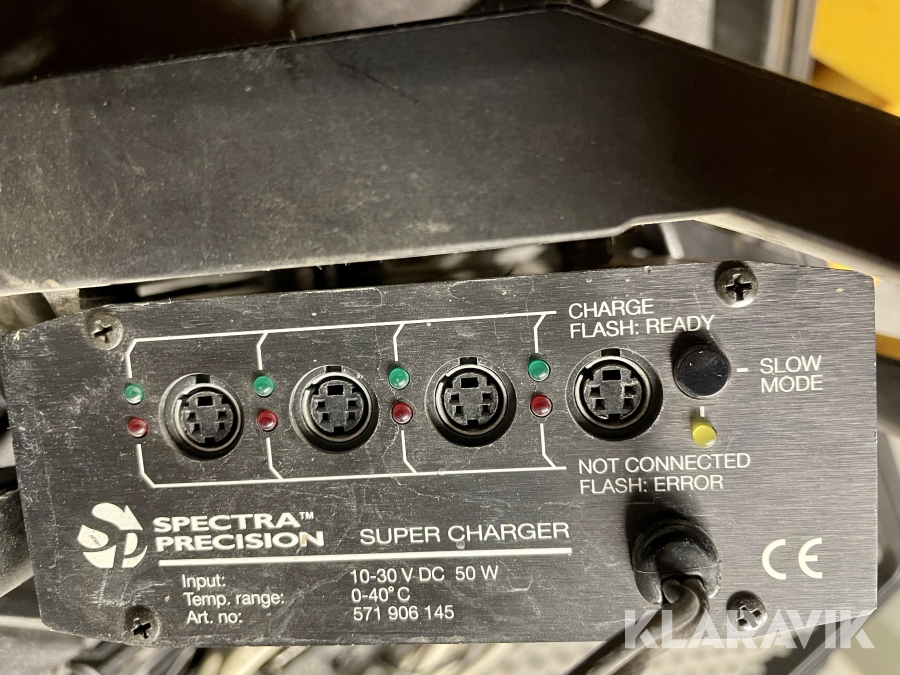 CHARGE
FLASH: READY
SLOW
MODE
NOT CONNECTED
FLASH: ERROR
SPECTRA™
PRECISION
SUPER CHARGER
Input: 10-30 V DC 50 W
Temp. range: 0-40° C
Art. no: 571 906 145
CE
KLARAVIK